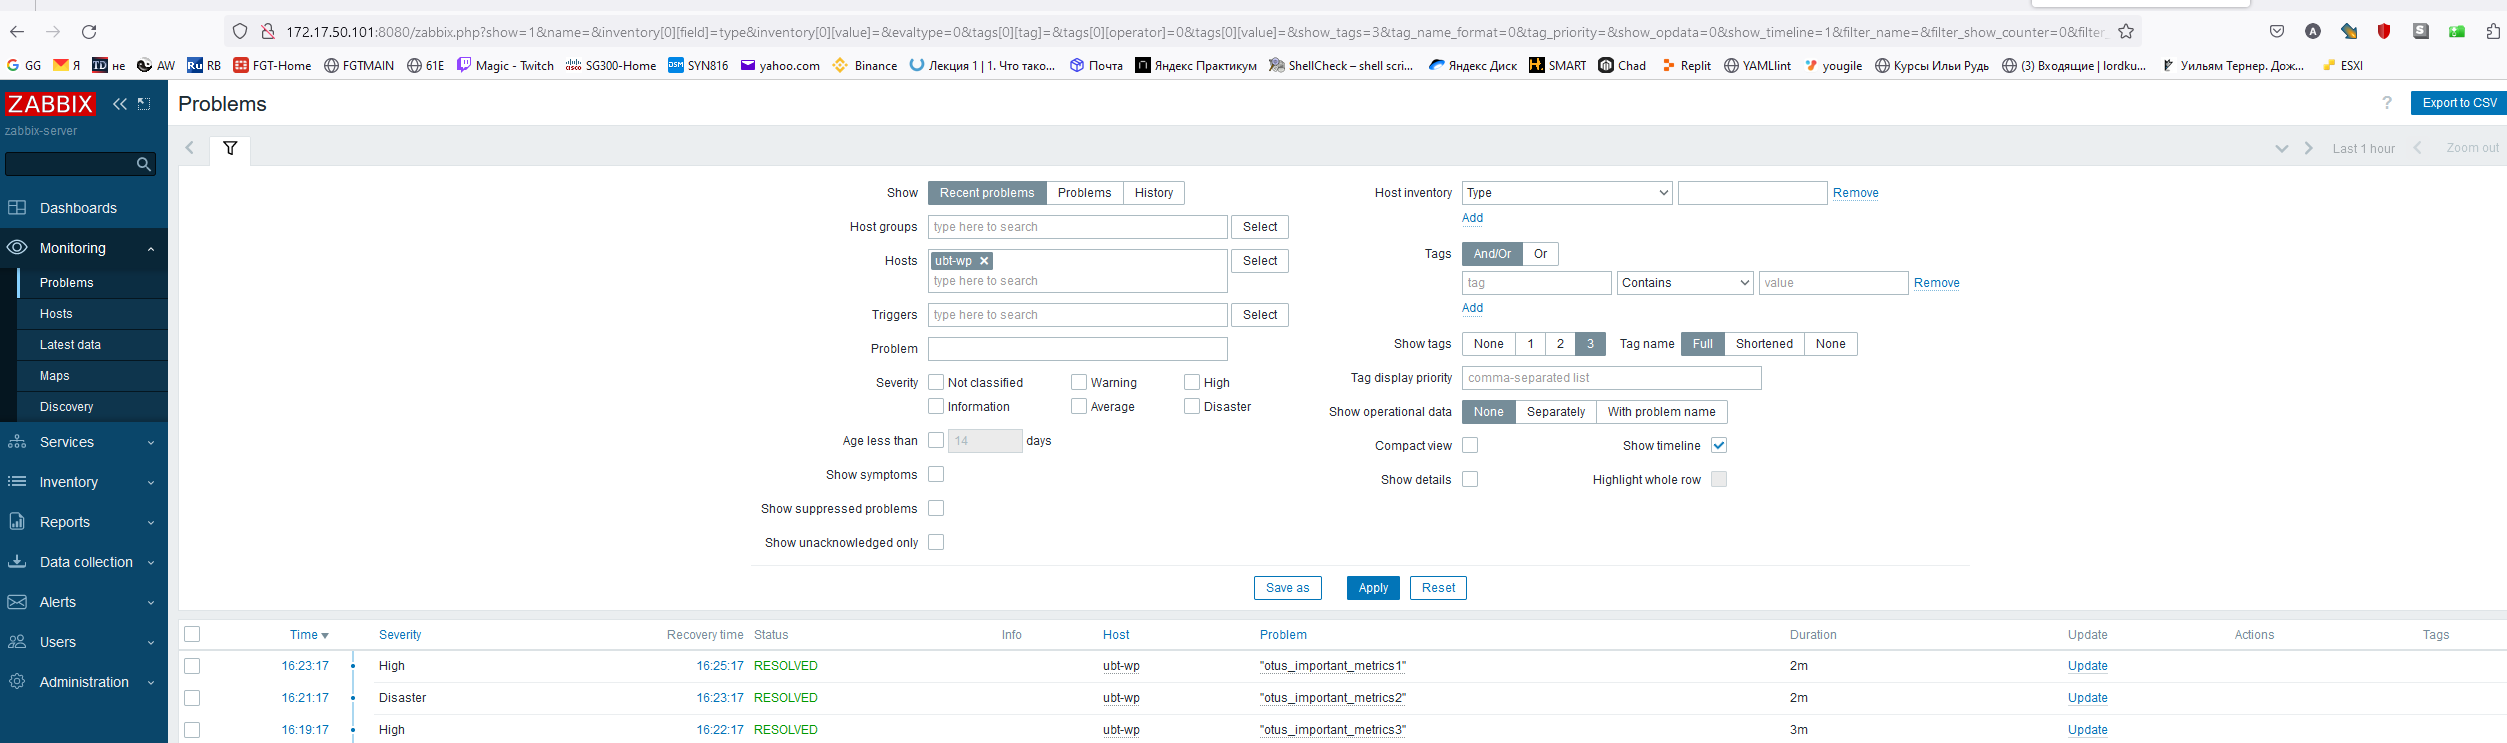 172.17.50.101:8080/zabbix.php?show=1&name=&inventory[0][field]=type&inventory[0][value]=&evaltype=0&tags[0][tag]=&tags[0][operator]=0&tags[0][value]=&show_tags=3&tag_name_format=0&tag_priority=&show_opdata=0&show_timeline=1&filter_name=&filter_show_counter=0&filter_
GG Я не AW RB FGT-Home FGTMAIN 61E Magic - Twitch SG300-Home SYN816 yahoo.com Binance Лекция 1 | 1. Что тако... Почта Яндекс Практикум ShellCheck – shell scri... Яндекс Диск SMART Chad Replit YAMLlint yougile Курсы Ильи Рудь (3) Входящие | lordku... Уильям Тернер. Дож... ESXI
ZABBIX
zabbix-server
Dashboards
Monitoring
Problems
Hosts
Latest data
Maps
Discovery
Services
Inventory
Reports
Data collection
Alerts
Users
Administration
Problems
? Export to CSV
Last 1 hour Zoom out
Show Recent problems Problems History
Host groups type here to search Select
Hosts ubt-wp Select
type here to search
Triggers type here to search Select
Problem
Severity Not classified Warning High
Information Average Disaster
Age less than 14 days
Show symptoms
Show suppressed problems
Show unacknowledged only
Host inventory Type Remove
Add
Tags And/Or Or
tag Contains value Remove
Add
Show tags None 1 2 3 Tag name Full Shortened None
Tag display priority comma-separated list
Show operational data None Separately With problem name
Compact view Show timeline
Show details Highlight whole row
Save as Apply Reset
Time Severity Recovery time Status Info Host Problem Duration Update Actions Tags
16:23:17 High 16:25:17 RESOLVED ubt-wp "otus_important_metrics1" 2m Update
16:21:17 Disaster 16:23:17 RESOLVED ubt-wp "otus_important_metrics2" 2m Update
16:19:17 High 16:22:17 RESOLVED ubt-wp "otus_important_metrics3" 3m Update